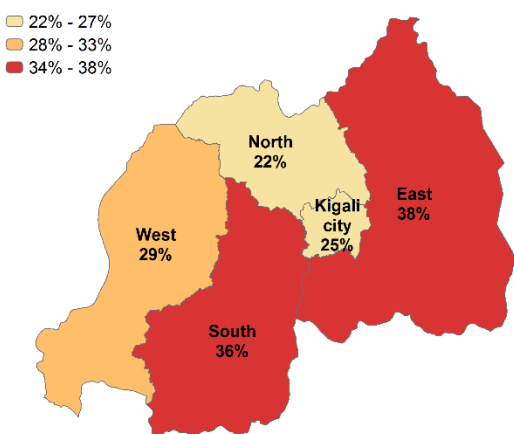 22% - 27%
28% - 33%
34% - 38%
North
22%
Kigali
city
25%
East
38%
West
29%
South
36%